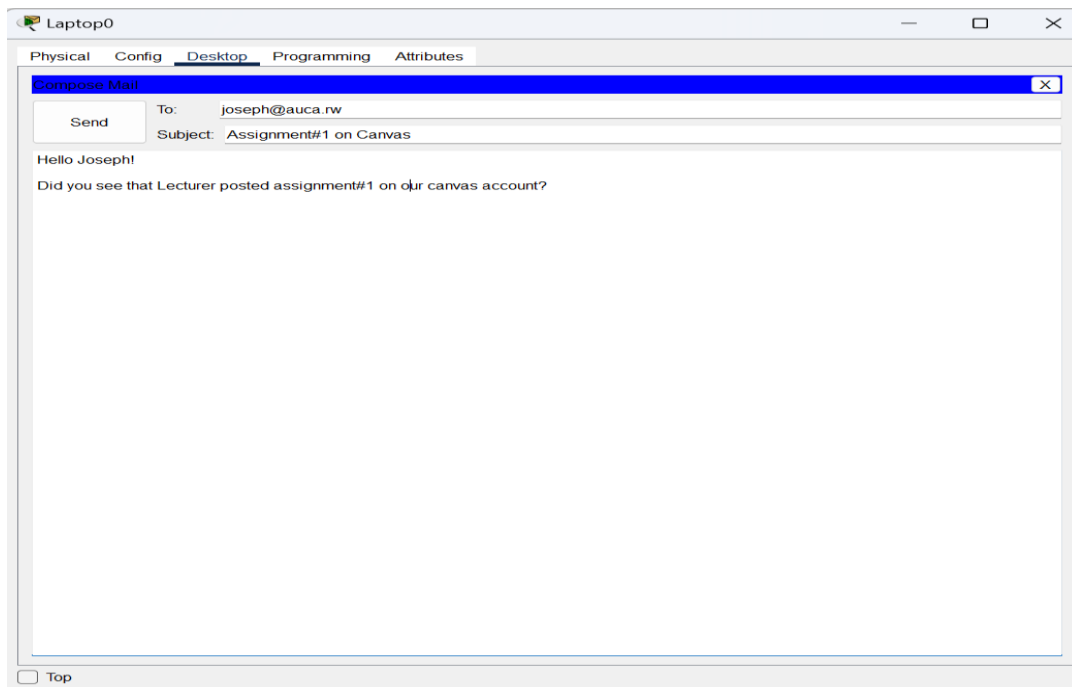 Laptop0
Physical Config Desktop Programming Attributes
Compose Mail
X
Send
To: joseph@auca.rw
Subject: Assignment#1 on Canvas
Hello Joseph!
Did you see that Lecturer posted assignment#1 on our canvas account?
Top